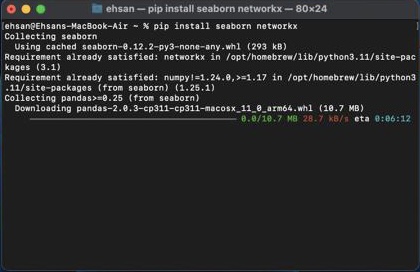 ehsan — pip install seaborn networkx — 80×24
[ehsan@Ehsans-MacBook-Air ~ % pip install seaborn networkx
Collecting seaborn
  Using cached seaborn-0.12.2-py3-none-any.whl (293 kB)
Requirement already satisfied: networkx in /opt/homebrew/lib/python3.11/site-pac
kages (3.1)
Requirement already satisfied: numpy!=1.24.0,>=1.17 in /opt/homebrew/lib/python3
.11/site-packages (from seaborn) (1.25.1)
Collecting pandas>=0.25 (from seaborn)
  Downloading pandas-2.0.3-cp311-cp311-macosx_11_0_arm64.whl (10.7 MB)
0.0/10.7 MB 28.7 kB/s eta 0:06:12